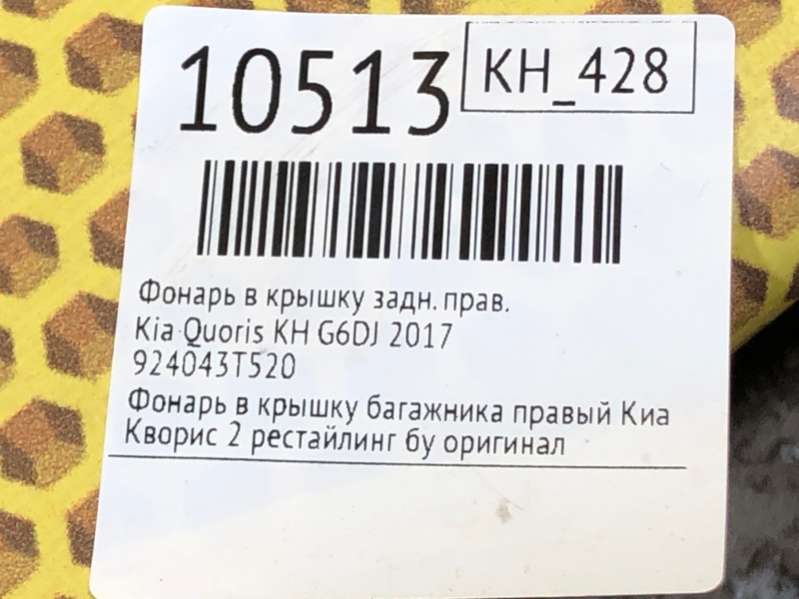 10513
KH_428
Фонарь в крышку задн. прав.
Kia Quoris KH G6DJ 2017
924043T520
Фонарь в крышку багажника правый Киа
Кворис 2 рестайлинг бу оригинал